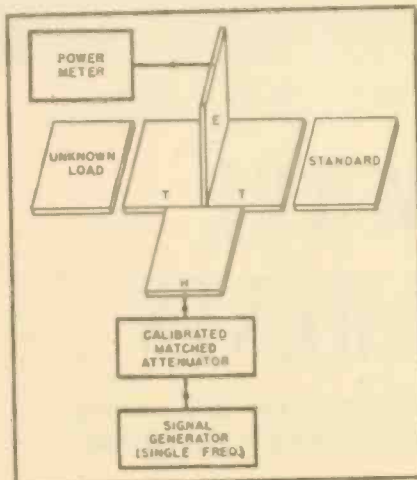 POWER
METER
E
UNKNOWN
LOAD
STANDARD
T
T
H
CALIBRATED
MATCHED
ATTENUATOR
SIGNAL
GENERATOR
(SINGLE FREQ.)